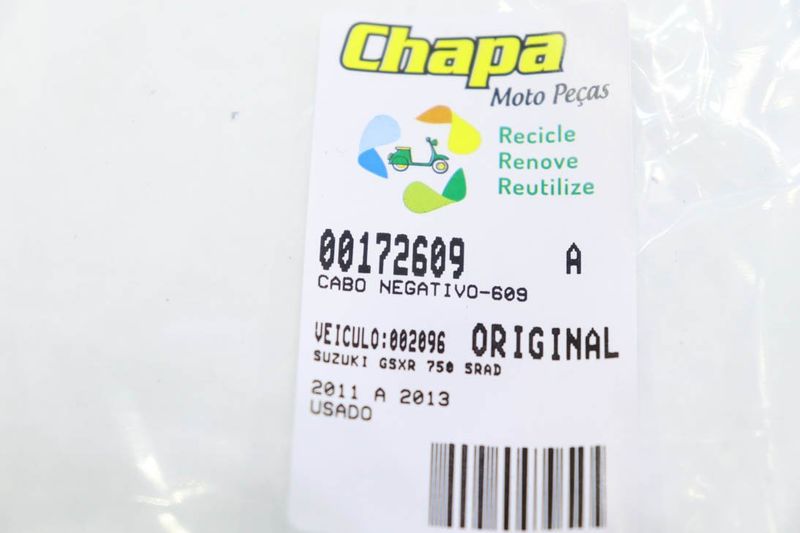 Chapa
Moto Peças
Recicle
Renove
Reutilize
00172609 A
CABO NEGATIVO-609
VEICULO:002096 ORIGINAL
SUZUKI GSXR 750 SRAD
2011 A 2013
USADO